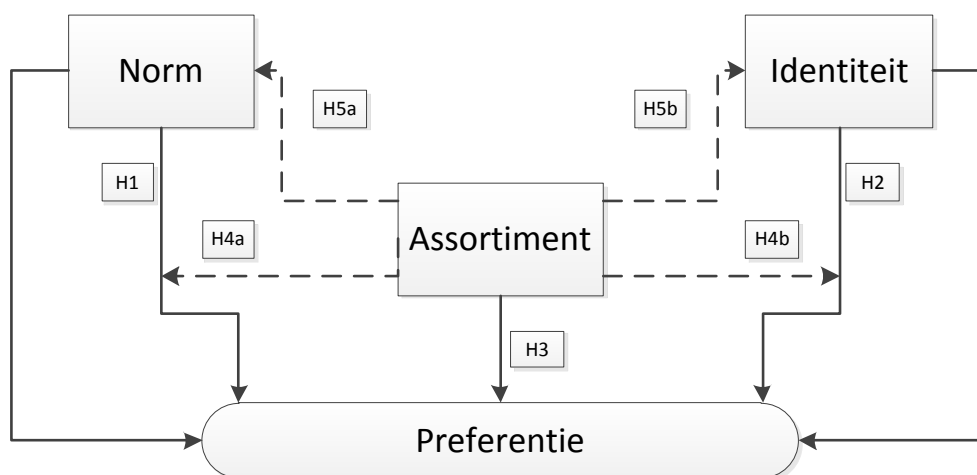 Norm
Identiteit
H5a
H5b
H1
H2
Assortiment
H4a
H4b
H3
Preferentie